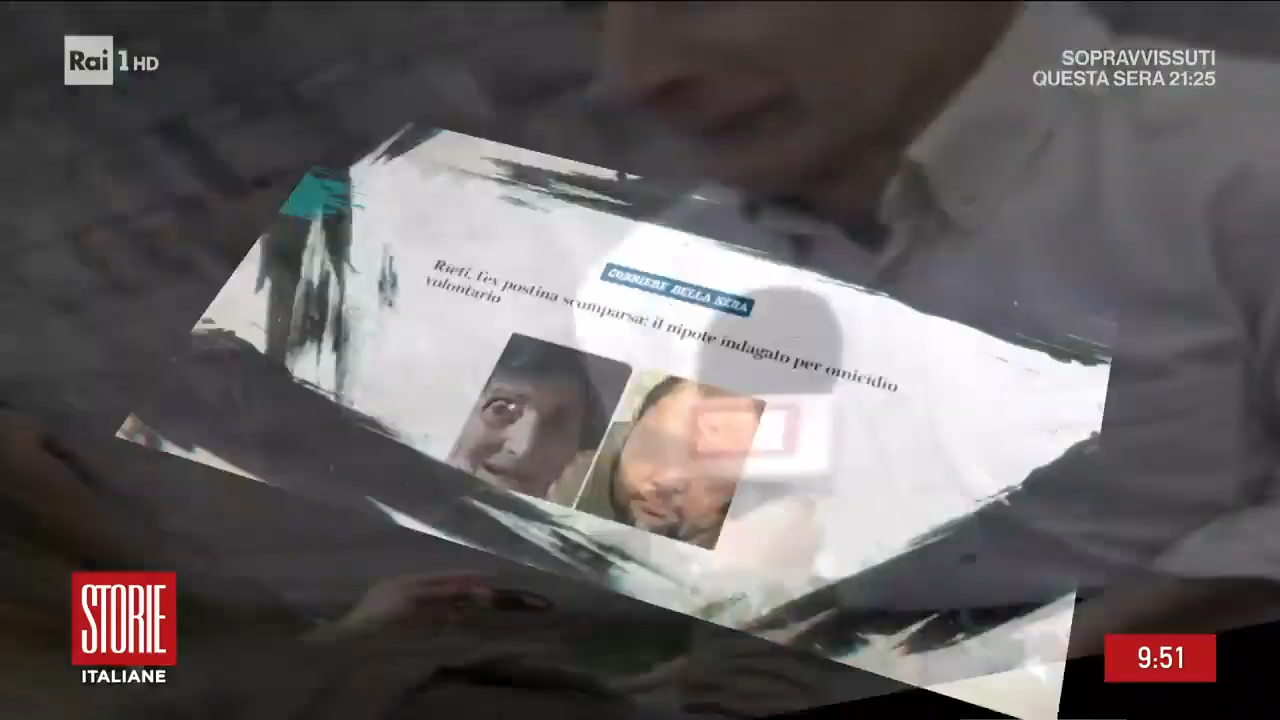 Rai 1 HD
SOPRAVVISSUTI
QUESTA SERA 21:25
CORRIERE DELLA SERA
Rieti, l'ex postina scomparsa: il nipote indagato per omicidio
volontario
STORIE
ITALIANE
9:51